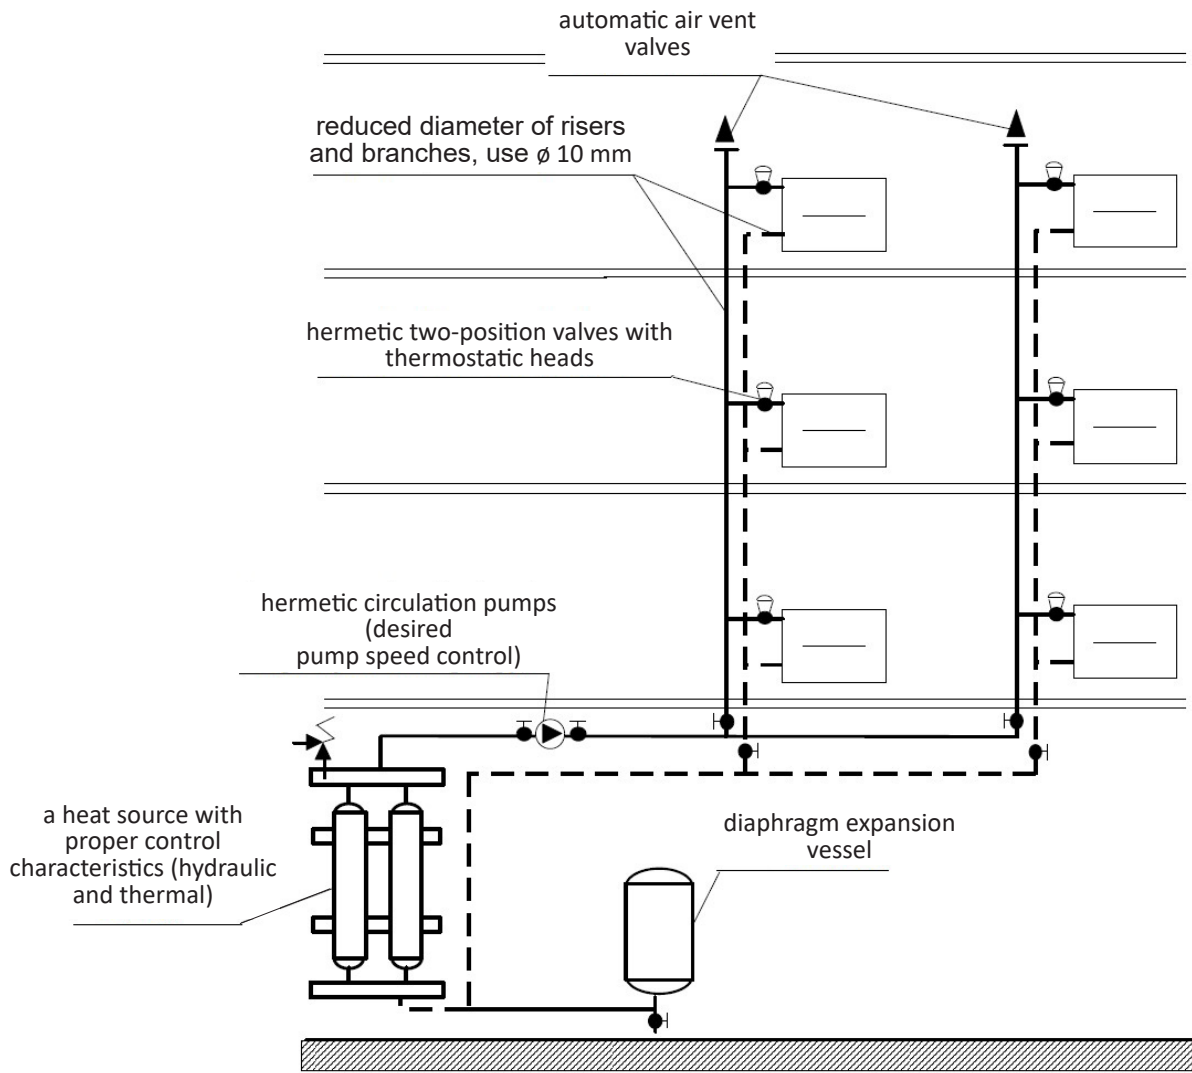 automatic air vent
valves
reduced diameter of risers
and branches, use ø 10 mm
hermetic two-position valves with
thermostatic heads
hermetic circulation pumps
(desired
pump speed control)
a heat source with
proper control
characteristics (hydraulic
and thermal)
diaphragm expansion
vessel